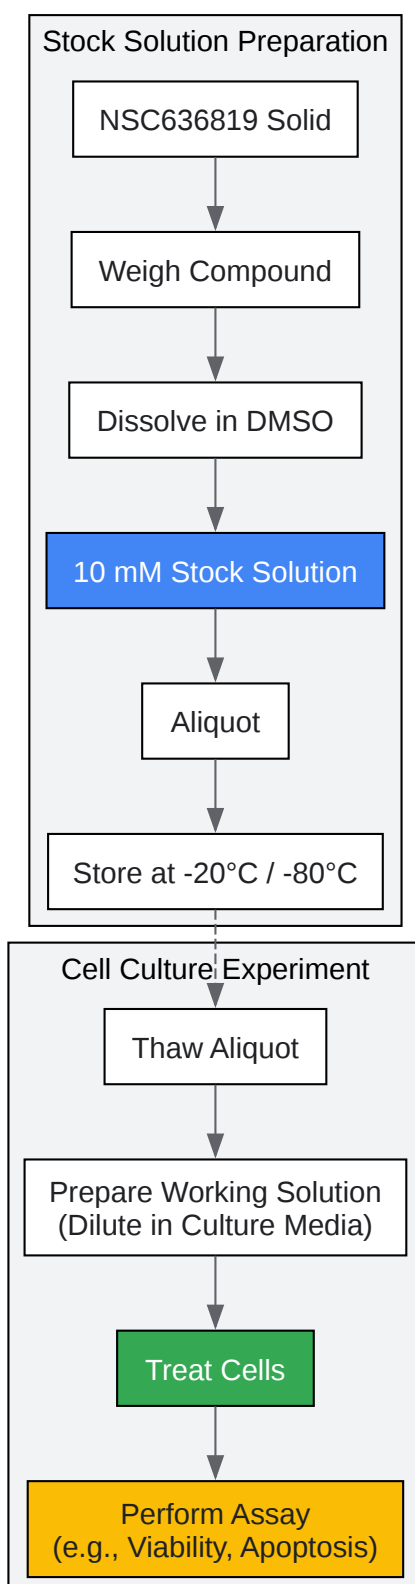 Stock Solution Preparation
NSC636819 Solid
Weigh Compound
Dissolve in DMSO
10 mM Stock Solution
Aliquot
Store at -20°C / -80°C
Cell Culture Experiment
Thaw Aliquot
Prepare Working Solution
(Dilute in Culture Media)
Treat Cells
Perform Assay
(e.g., Viability, Apoptosis)